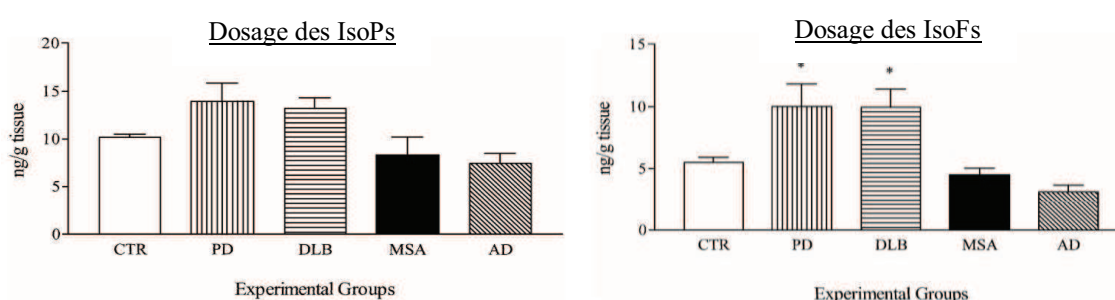 Dosage des IsoPs
20
15
10
5
0
ng/g tissue
CTR PD DLB MSA AD
Experimental Groups
Dosage des IsoFs
15
10
5
0
ng/g tissue
* *
CTR PD DLB MSA AD
Experimental Groups